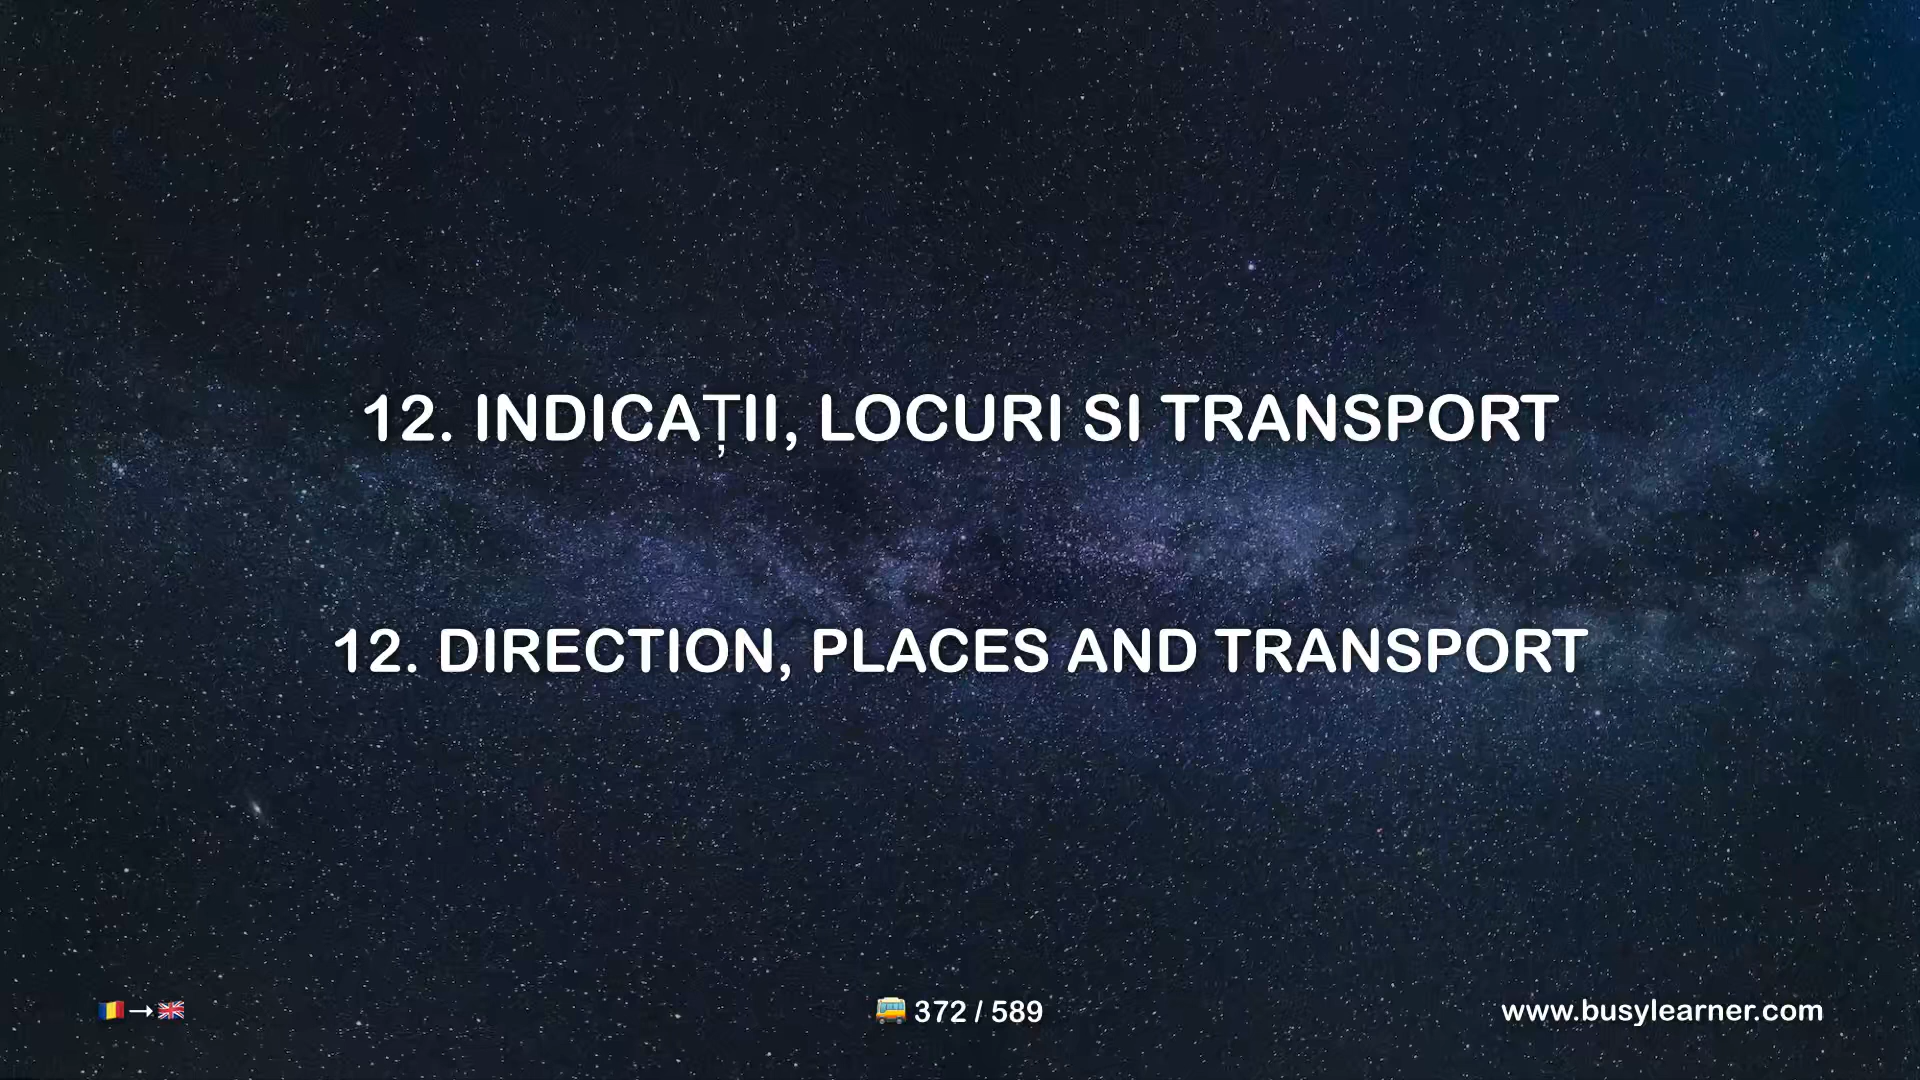 12. INDICAȚII, LOCURI SI TRANSPORT
12. DIRECTION, PLACES AND TRANSPORT
🇷🇴→🇬🇧 🚌 372 / 589 www.busylearner.com